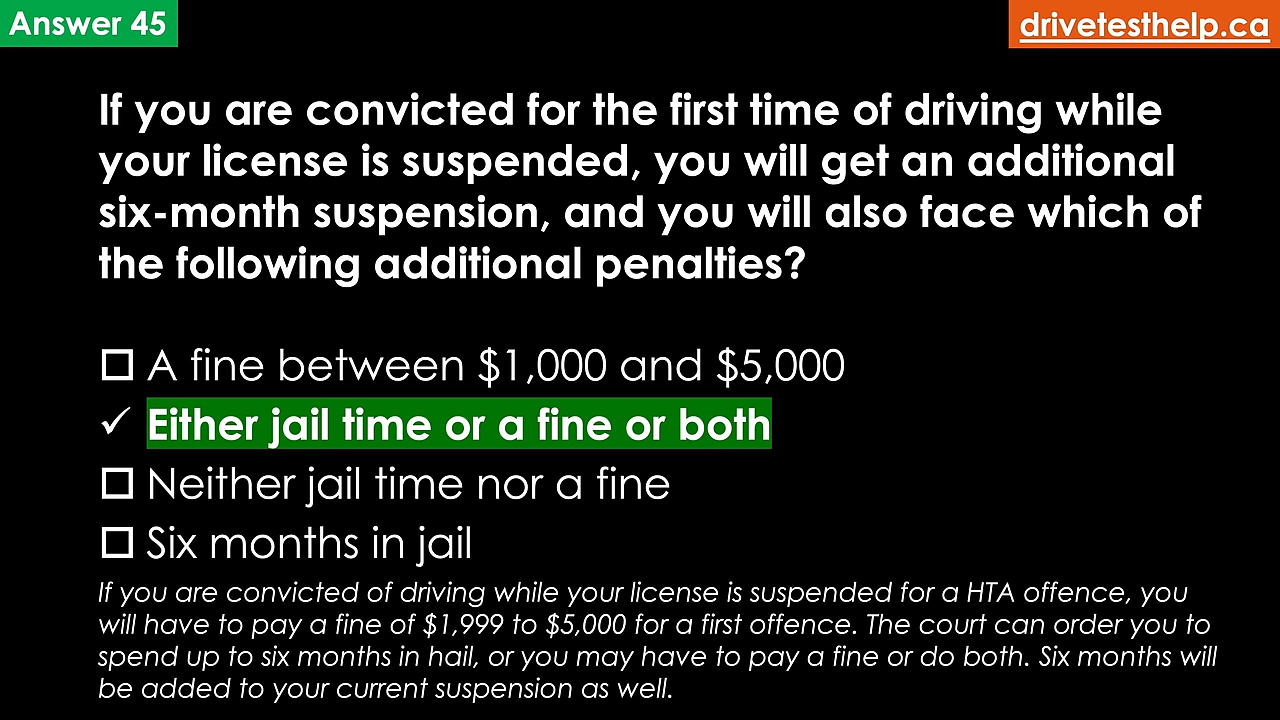 Answer 45
drivetesthelp.ca
If you are convicted for the first time of driving while
your license is suspended, you will get an additional
six-month suspension, and you will also face which of
the following additional penalties?
☐ A fine between $1,000 and $5,000
✓ Either jail time or a fine or both
☐ Neither jail time nor a fine
☐ Six months in jail
If you are convicted of driving while your license is suspended for a HTA offence, you
will have to pay a fine of $1,999 to $5,000 for a first offence. The court can order you to
spend up to six months in hail, or you may have to pay a fine or do both. Six months will
be added to your current suspension as well.